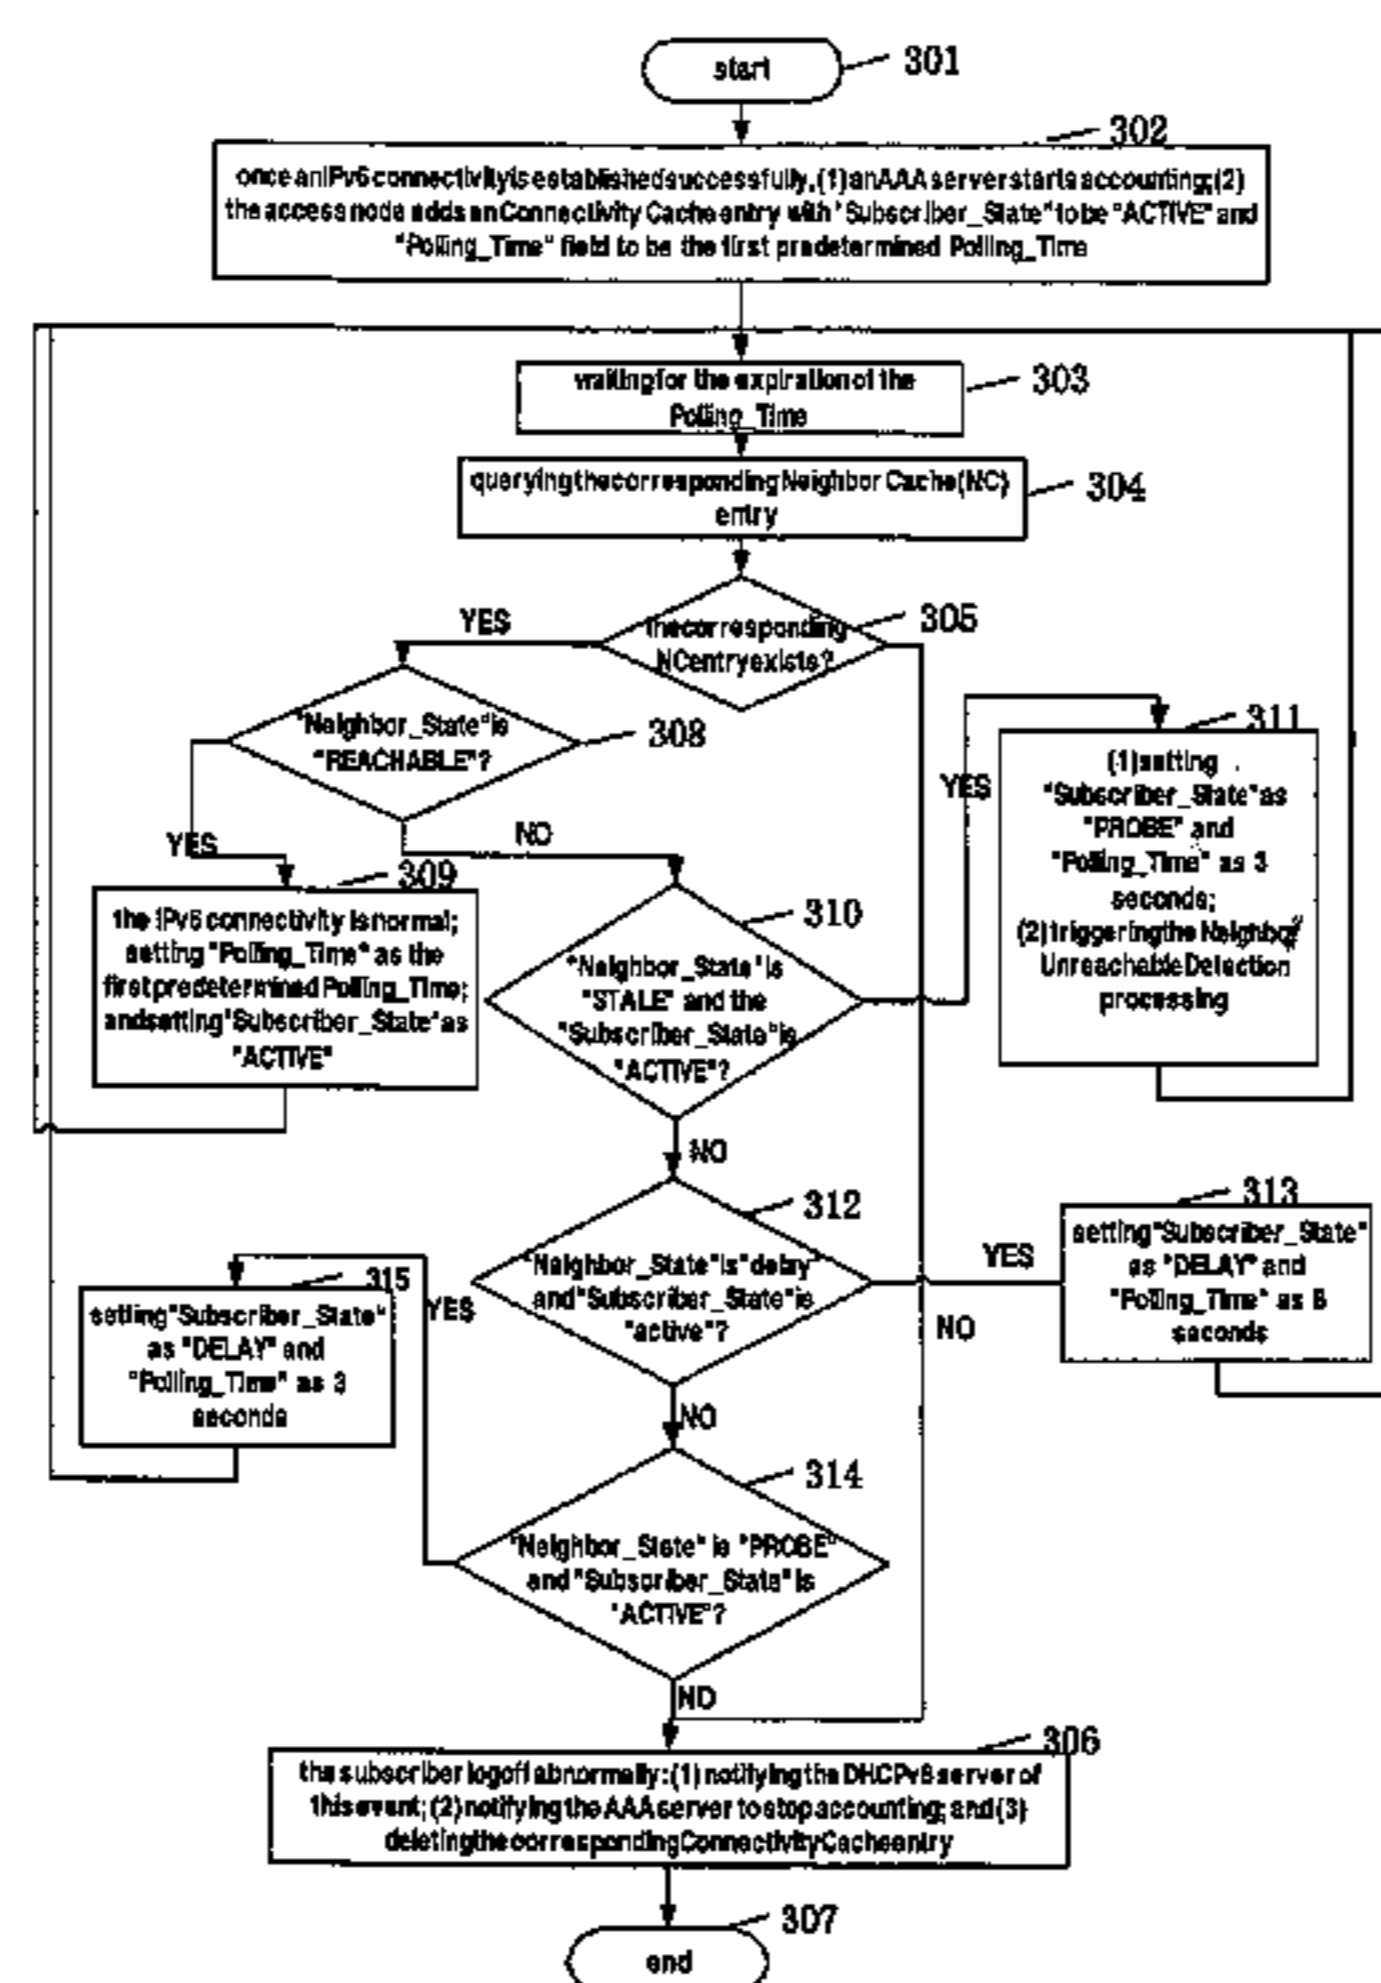 start
301
302
once an IPv6 connectivity is established successfully, (1) an AAA server starts accounting; (2)
the access node adds an Connectivity Cache entry with "Subscriber_State" to be "ACTIVE" and
"Polling_Time" field to be the first predetermined Polling_Time
waiting for the expiration of the
Polling_Time
303
querying the corresponding Neighbor Cache (NC)
entry
304
the corresponding
NC entry exists?
305
YES
"Neighbor_State" is
"REACHABLE"?
308
YES
NO
309
the IPv6 connectivity is normal;
setting "Polling_Time" as the
first predetermined Polling_Time;
and setting "Subscriber_State" as
"ACTIVE"
310
"Neighbor_State" is
"STALE" and the
"Subscriber_State" is
"ACTIVE"?
YES
311
(1) setting
"Subscriber_State" as
"PROBE" and
"Polling_Time" as 3
seconds;
(2) triggering the Neighbor
Unreachable Detection
processing
NO
312
"Neighbor_State" is "delay"
and "Subscriber_State" is
"active"?
YES
313
setting "Subscriber_State"
as "DELAY" and
"Polling_Time" as 8
seconds
NO
315
setting "Subscriber_State"
as "DELAY" and
"Polling_Time" as 3
seconds
YES
NO
314
"Neighbor_State" is "PROBE"
and "Subscriber_State" is
"ACTIVE"?
NO
306
the subscriber logoff abnormally: (1) notifying the DHCPv6 server of
this event; (2) notifying the AAA server to stop accounting; and (3)
deleting the corresponding Connectivity Cache entry
307
end